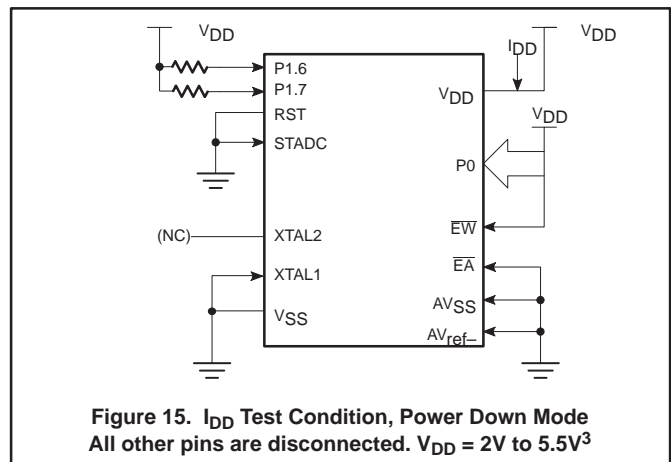 VDD
VDD
IDD
P1.6
P1.7
RST
STADC
VDD
VDD
P0
(NC)
XTAL2
XTAL1
VSS
EW
EA
AVSS
AVref–
Figure 15. IDD Test Condition, Power Down Mode
All other pins are disconnected. VDD = 2V to 5.5V3